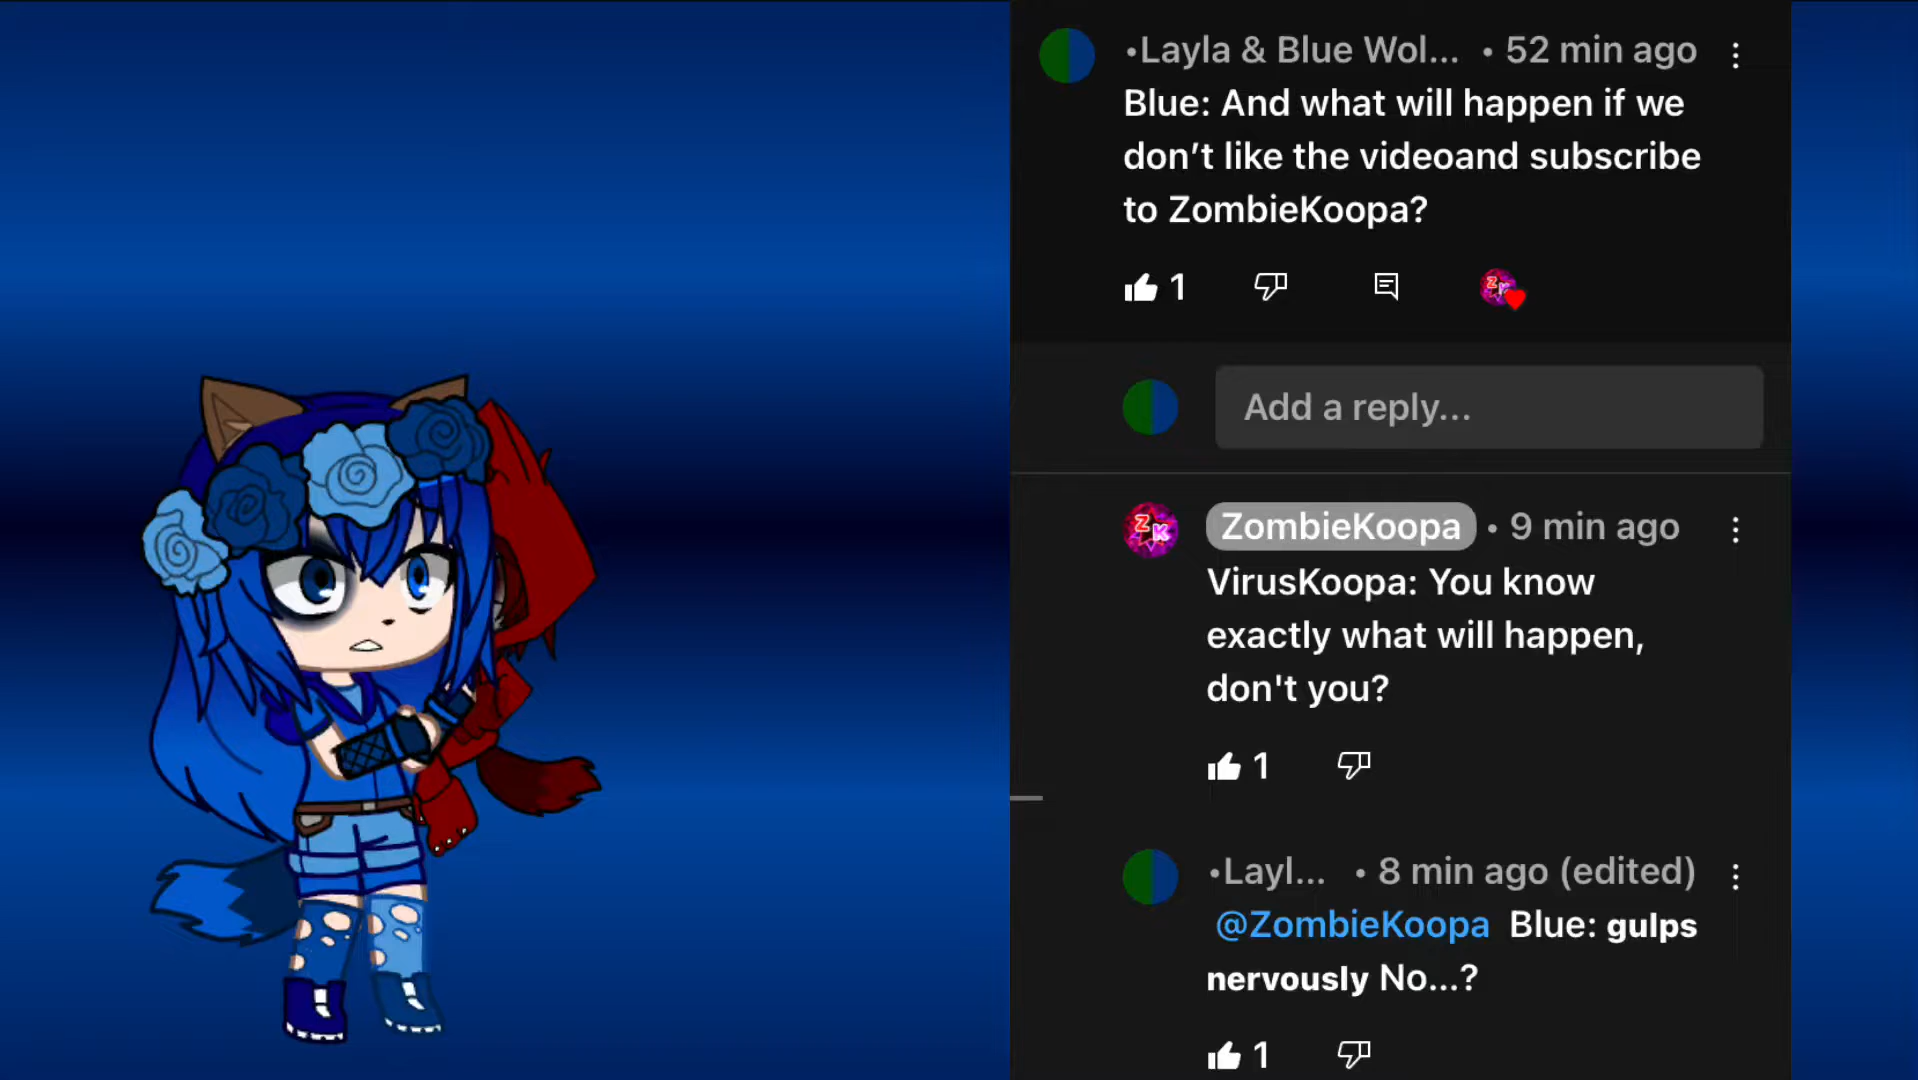 •Layla & Blue Wol... • 52 min ago
Blue: And what will happen if we
don’t like the videoand subscribe
to ZombieKoopa?
1
Add a reply...
ZK
ZombieKoopa • 9 min ago
VirusKoopa: You know
exactly what will happen,
don't you?
1
•Layl... • 8 min ago (edited)
@ZombieKoopa Blue: gulps
nervously No...?
1